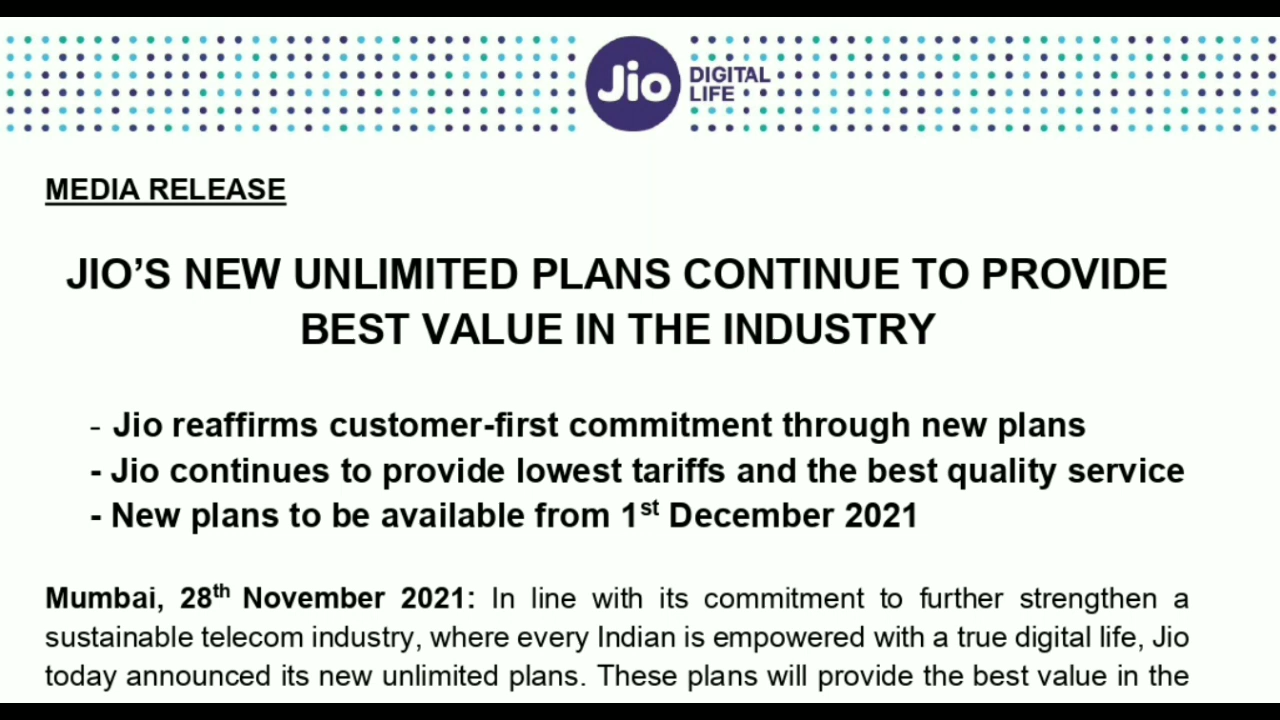 Jio DIGITAL
LIFE
MEDIA RELEASE
JIO’S NEW UNLIMITED PLANS CONTINUE TO PROVIDE
BEST VALUE IN THE INDUSTRY
- Jio reaffirms customer-first commitment through new plans
- Jio continues to provide lowest tariffs and the best quality service
- New plans to be available from 1st December 2021
Mumbai, 28th November 2021: In line with its commitment to further strengthen a
sustainable telecom industry, where every Indian is empowered with a true digital life, Jio
today announced its new unlimited plans. These plans will provide the best value in the